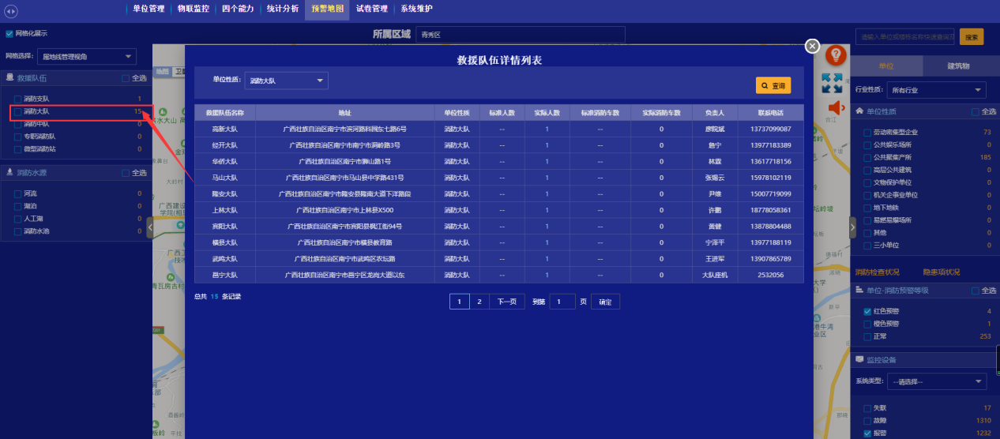 单位管理 物联监控 四个能力 统计分析 预警地图 试卷管理 系统维护
网格化展示
所属区域 青秀区
请输入单位或楼栋名称快速查询 搜索
网格选择: 属地线管理视角
救援队伍 全选
消防支队 1
消防大队 15
消防中队 0
专职消防队 0
微型消防站 0
消防水源 全选
河流 0
湖泊 0
人工湖 0
消防水池 0
地图
救援队伍详情列表
单位性质: 消防大队
查询
救援队伍名称 地址 单位性质 标准人数 实际人数 标准消防车数 实际消防车数 负责人 联系电话
高新大队 广西壮族自治区南宁市滨河路科园东七路6号 消防大队 -- 1 -- 0 廖院斌 13737099087
经开大队 广西壮族自治区南宁市南宁市洞岭路3号 消防大队 -- 1 -- 0 詹宁 13977183389
华侨大队 广西壮族自治区南宁市狮山路1号 消防大队 -- 1 -- 0 林霖 13617718156
马山大队 广西壮族自治区南宁市马山县中学路431号 消防大队 -- 1 -- 0 张锡云 15978102119
隆安大队 广西壮族自治区南宁市隆安县隆南大道下洋路段 消防大队 -- 1 -- 0 尹维 15007719099
上林大队 广西壮族自治区南宁市上林县X500 消防大队 -- 1 -- 0 许鹏 18778058361
宾阳大队 广西壮族自治区南宁市宾阳县枫江街94号 消防大队 -- 1 -- 0 黄健 13878804488
横县大队 广西壮族自治区南宁市横县教育路 消防大队 -- 1 -- 0 宁泽平 13977188119
武鸣大队 广西壮族自治区南宁市武鸣区农坛路 消防大队 -- 1 -- 0 王进军 13907865789
邕宁大队 广西壮族自治区南宁市邕宁区龙岗大道以东 消防大队 -- 1 -- 0 大队座机 2532056
总共 15 条记录
1 2 下一页 到第 1 页 确定
单位 建筑物
行业性质: 所有行业
单位性质 全选
劳动密集型企业 73
公共娱乐场所 0
公共聚集产所 185
高层公共建筑 0
文物保护单位 0
机关企事业单位 0
地下地铁 0
易燃易爆场所 0
其他 0
三小单位 0
消防检查状况 隐患项状况
单位-消防预警等级 全选
红色预警 4
橙色预警 1
正常 253
监控设备
系统类型: --请选择--
失联 17
故障 1310
报警 1232